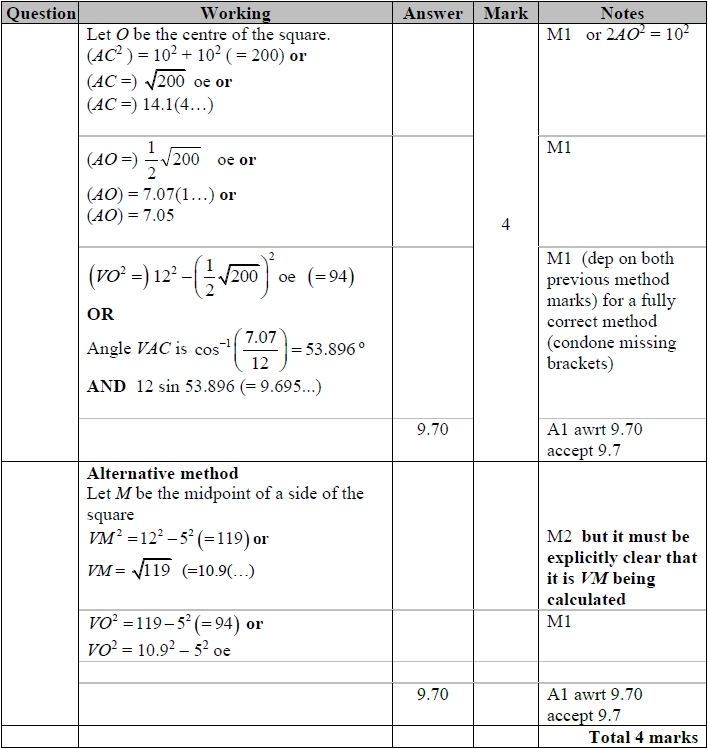 Question Working Answer Mark Notes
Let O be the centre of the square.
(AC²) = 10² + 10² (= 200) or
(AC =) √200 oe or
(AC =) 14.1(4…)
M1 or 2AO² = 10²
(AO =) 1/2 √200 oe or
(AO) = 7.07(1…) or
(AO) = 7.05
M1
4
(VO² =) 12² − (1/2 √200)² oe (= 94)
OR
Angle VAC is cos⁻¹(7.07/12) = 53.896°
AND 12 sin 53.896 (= 9.695...)
M1 (dep on both
previous method
marks) for a fully
correct method
(condone missing
brackets)
9.70
A1 awrt 9.70
accept 9.7
Alternative method
Let M be the midpoint of a side of the
square
VM² = 12² − 5² (= 119) or
VM = √119 (=10.9(…)
M2 but it must be
explicitly clear that
it is VM being
calculated
VO² = 119 − 5² (= 94) or
VO² = 10.9² − 5² oe
M1
9.70
A1 awrt 9.70
accept 9.7
Total 4 marks